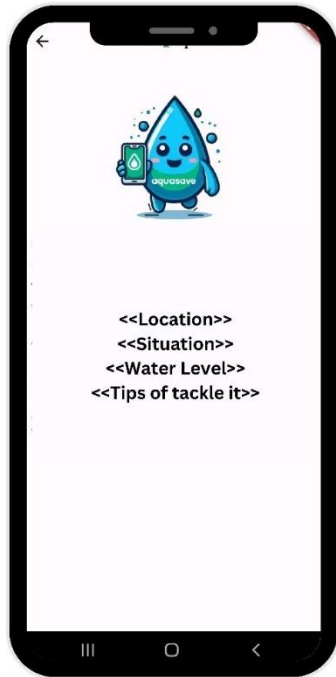 aquasave
<<Location>>
<<Situation>>
<<Water Level>>
<<Tips of tackle it>>